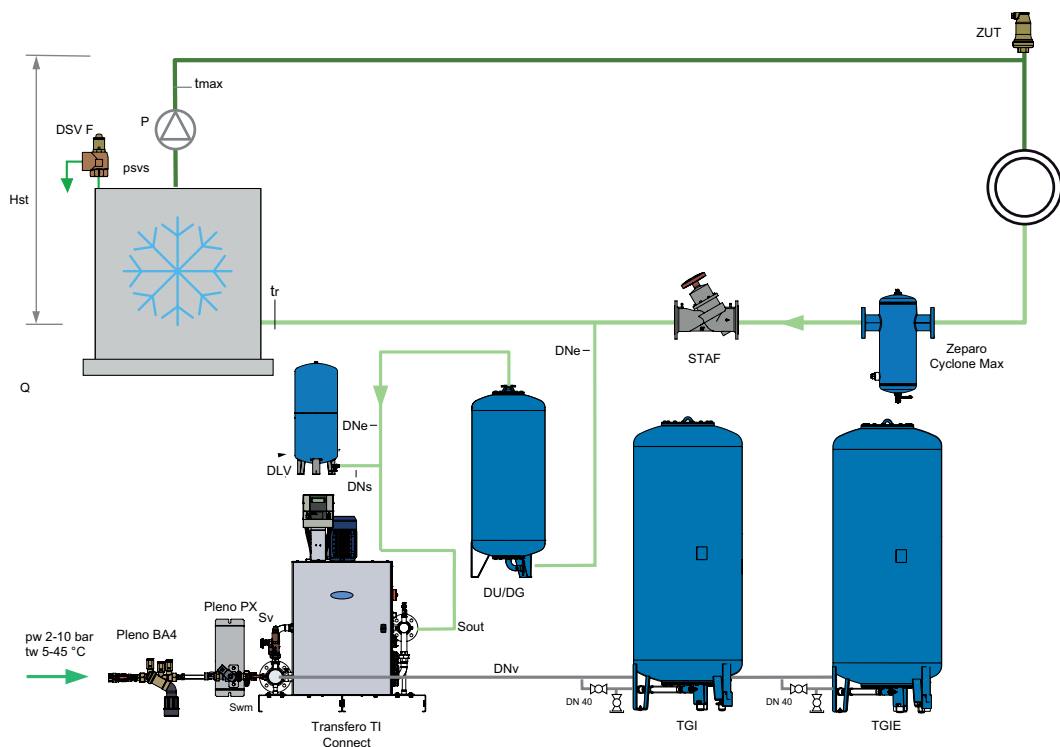 ZUT
tmax
P
DSV F
psvs
Hst
tr
STAF
Zeparo
Cyclone Max
DNe
Q
DNe
DLV
DNs
DU/DG
Pleno PX
Sv
Pleno BA4
pw 2-10 bar
tw 5-45 °C
Sout
DNv
Swm
DN 40
DN 40
Transfero TI
Connect
TGI
TGIE